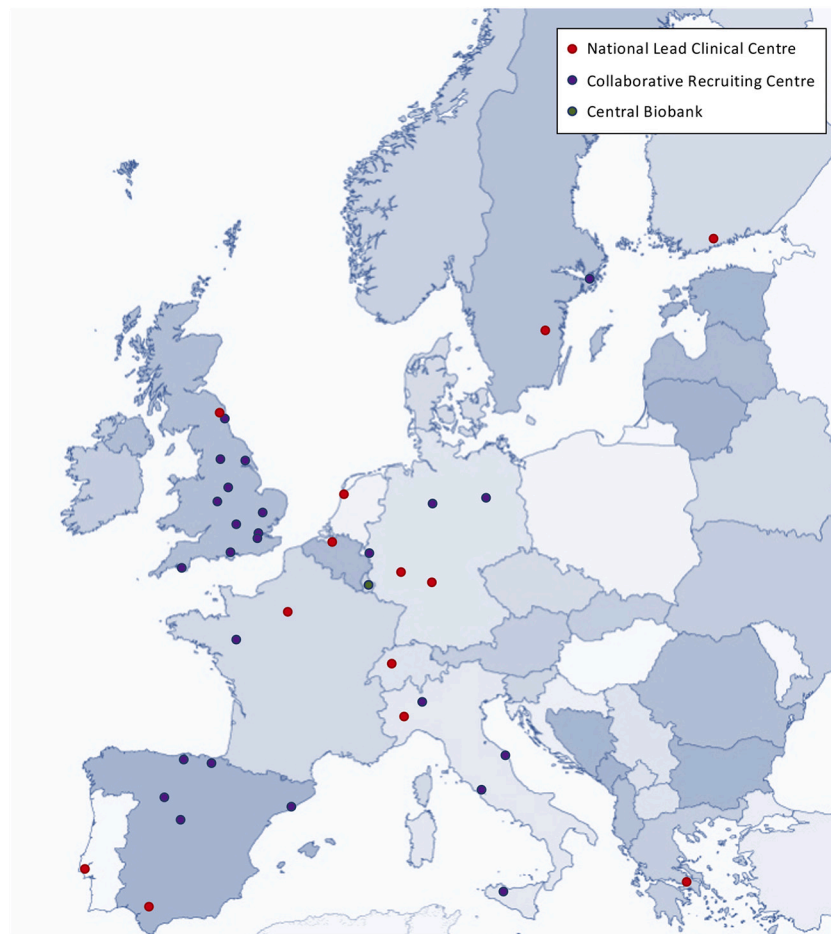 National Lead Clinical Centre
Collaborative Recruiting Centre
Central Biobank